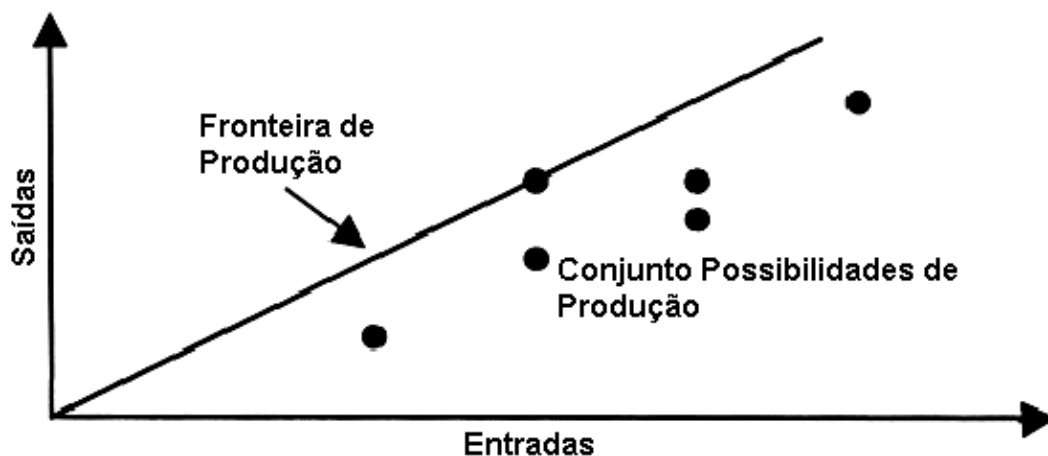 Fronteira de
Produção
Saídas
Conjunto Possibilidades de
Produção
Entradas